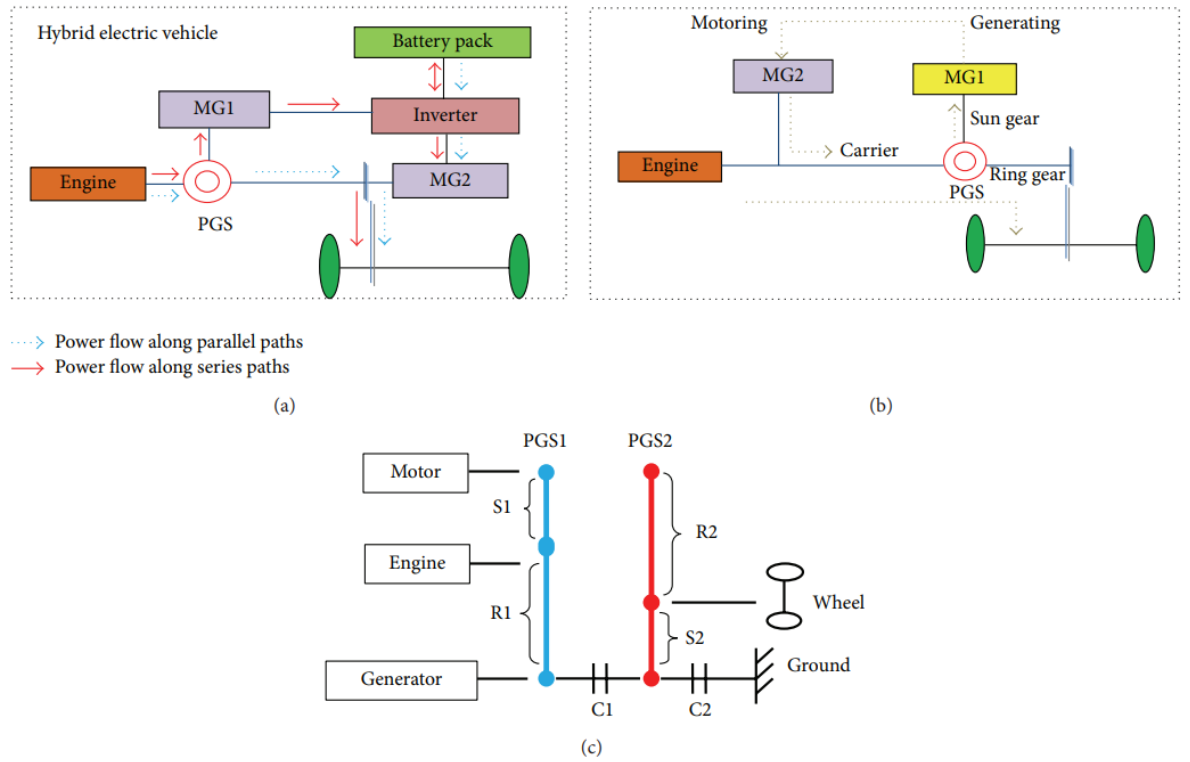 Hybrid electric vehicle
Battery pack
MG1
Inverter
Engine
MG2
PGS
Power flow along parallel paths
Power flow along series paths
(a)
Motoring
Generating
MG2
MG1
Sun gear
Carrier
Engine
Ring gear
PGS
(b)
PGS1
PGS2
Motor
S1
R2
Engine
R1
Wheel
S2
Ground
Generator
C1
C2
(c)